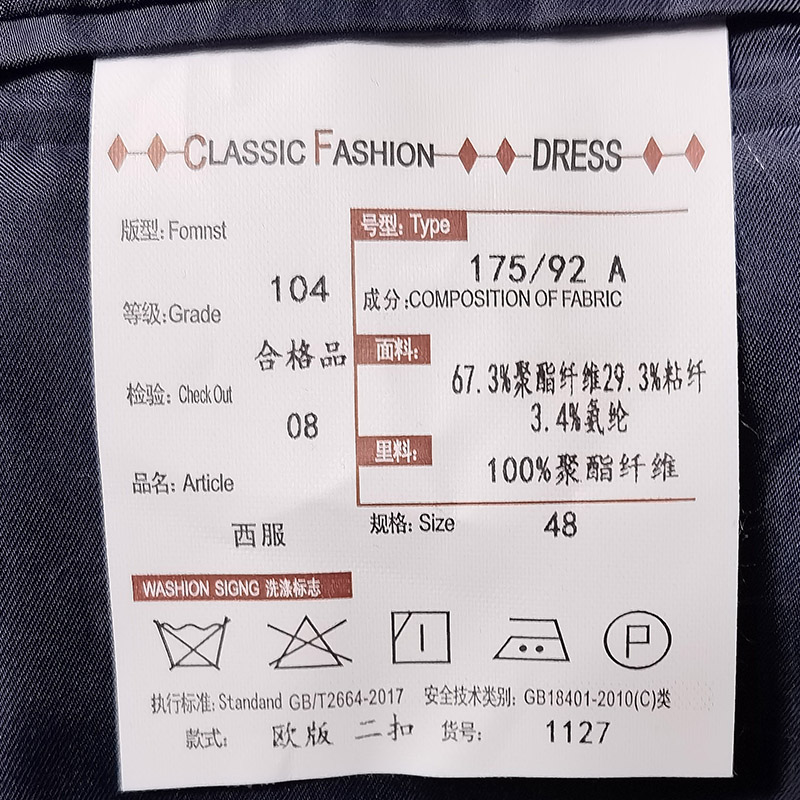 CLASSIC FASHION DRESS
版型: Fomnst
104
等级:Grade
合格品
检验: Check Out
08
品名: Article
西服
号型: Type
175/92 A
成分:COMPOSITION OF FABRIC
面料:
67.3%聚酯纤维29.3%粘纤
3.4%氨纶
里料:
100%聚酯纤维
规格: Size 48
WASHION SIGNG 洗涤标志
P
执行标准: Standand GB/T2664-2017 安全技术类别: GB18401-2010(C)类
款式: 欧版 二扣 货号: 1127